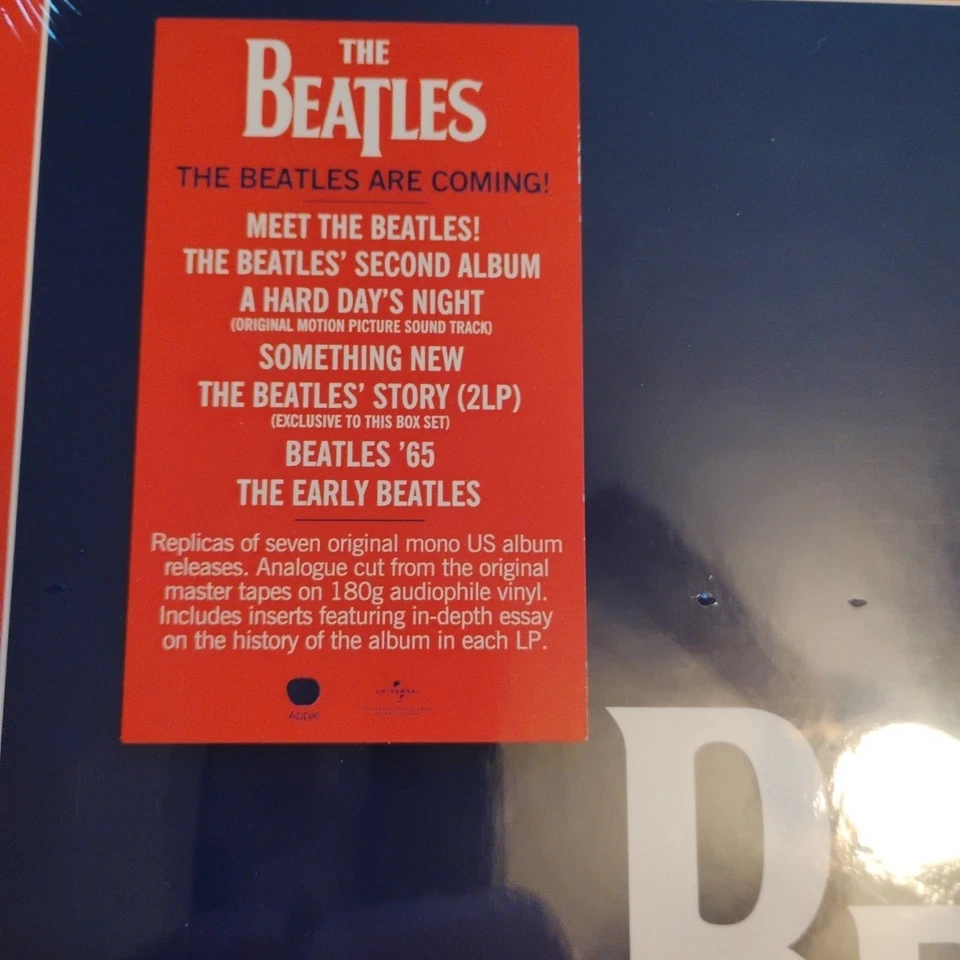 THE
BEATLES
THE BEATLES ARE COMING!
MEET THE BEATLES!
THE BEATLES' SECOND ALBUM
A HARD DAY'S NIGHT
(ORIGINAL MOTION PICTURE SOUND TRACK)
SOMETHING NEW
THE BEATLES' STORY (2LP)
(EXCLUSIVE TO THIS BOX SET)
BEATLES '65
THE EARLY BEATLES
Replicas of seven original mono US album
releases. Analogue cut from the original
master tapes on 180g audiophile vinyl.
Includes inserts featuring in-depth essay
on the history of the album in each LP.
Apple
UNIVERSAL